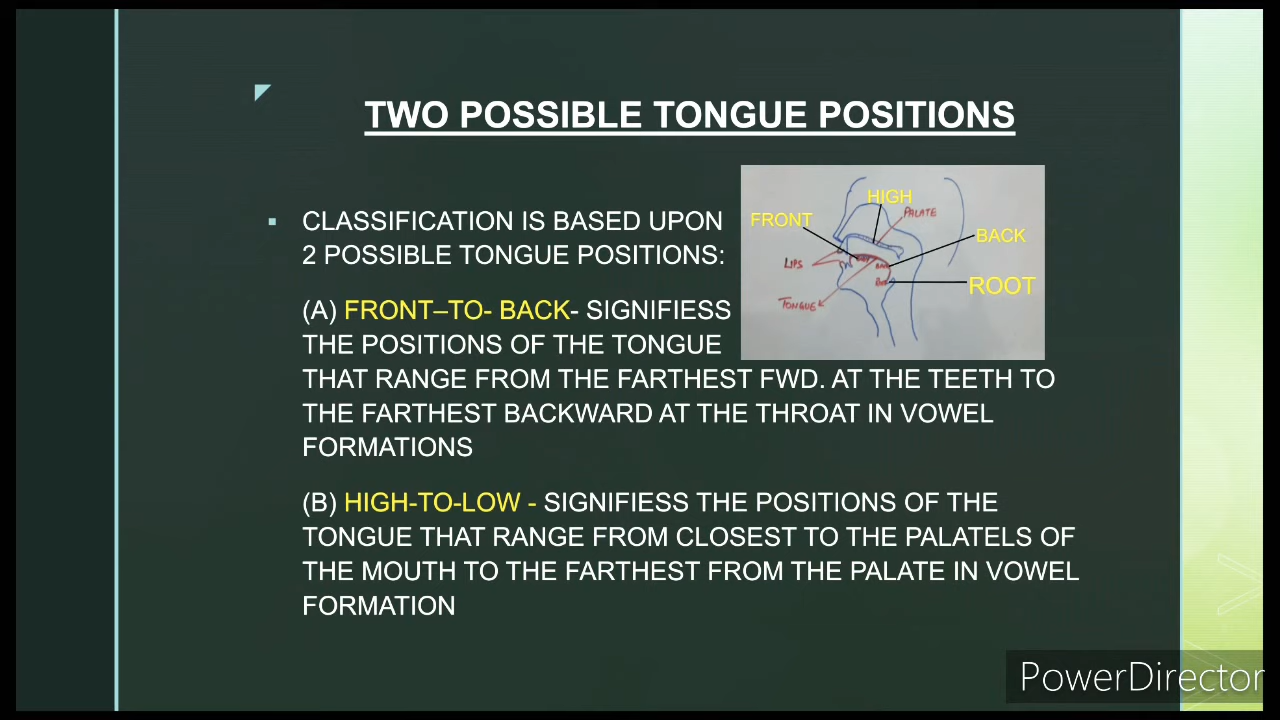 TWO POSSIBLE TONGUE POSITIONS
CLASSIFICATION IS BASED UPON
2 POSSIBLE TONGUE POSITIONS:
(A) FRONT–TO- BACK- SIGNIFIESS
THE POSITIONS OF THE TONGUE
THAT RANGE FROM THE FARTHEST FWD. AT THE TEETH TO
THE FARTHEST BACKWARD AT THE THROAT IN VOWEL
FORMATIONS
(B) HIGH-TO-LOW - SIGNIFIESS THE POSITIONS OF THE
TONGUE THAT RANGE FROM CLOSEST TO THE PALATELS OF
THE MOUTH TO THE FARTHEST FROM THE PALATE IN VOWEL
FORMATION
HIGH
PALATE
FRONT
BACK
LIPS
ROOT
TONGUE
PowerDirector